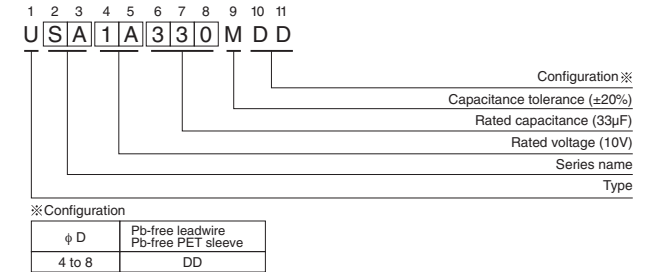 1 2 3 4 5 6 7 8 9 10 11
U S A 1 A 3 3 0 M D D
Configuration※
Capacitance tolerance (±20%)
Rated capacitance (33µF)
Rated voltage (10V)
Series name
Type
※Configuration
ϕ D
Pb-free leadwire
Pb-free PET sleeve
4 to 8
DD